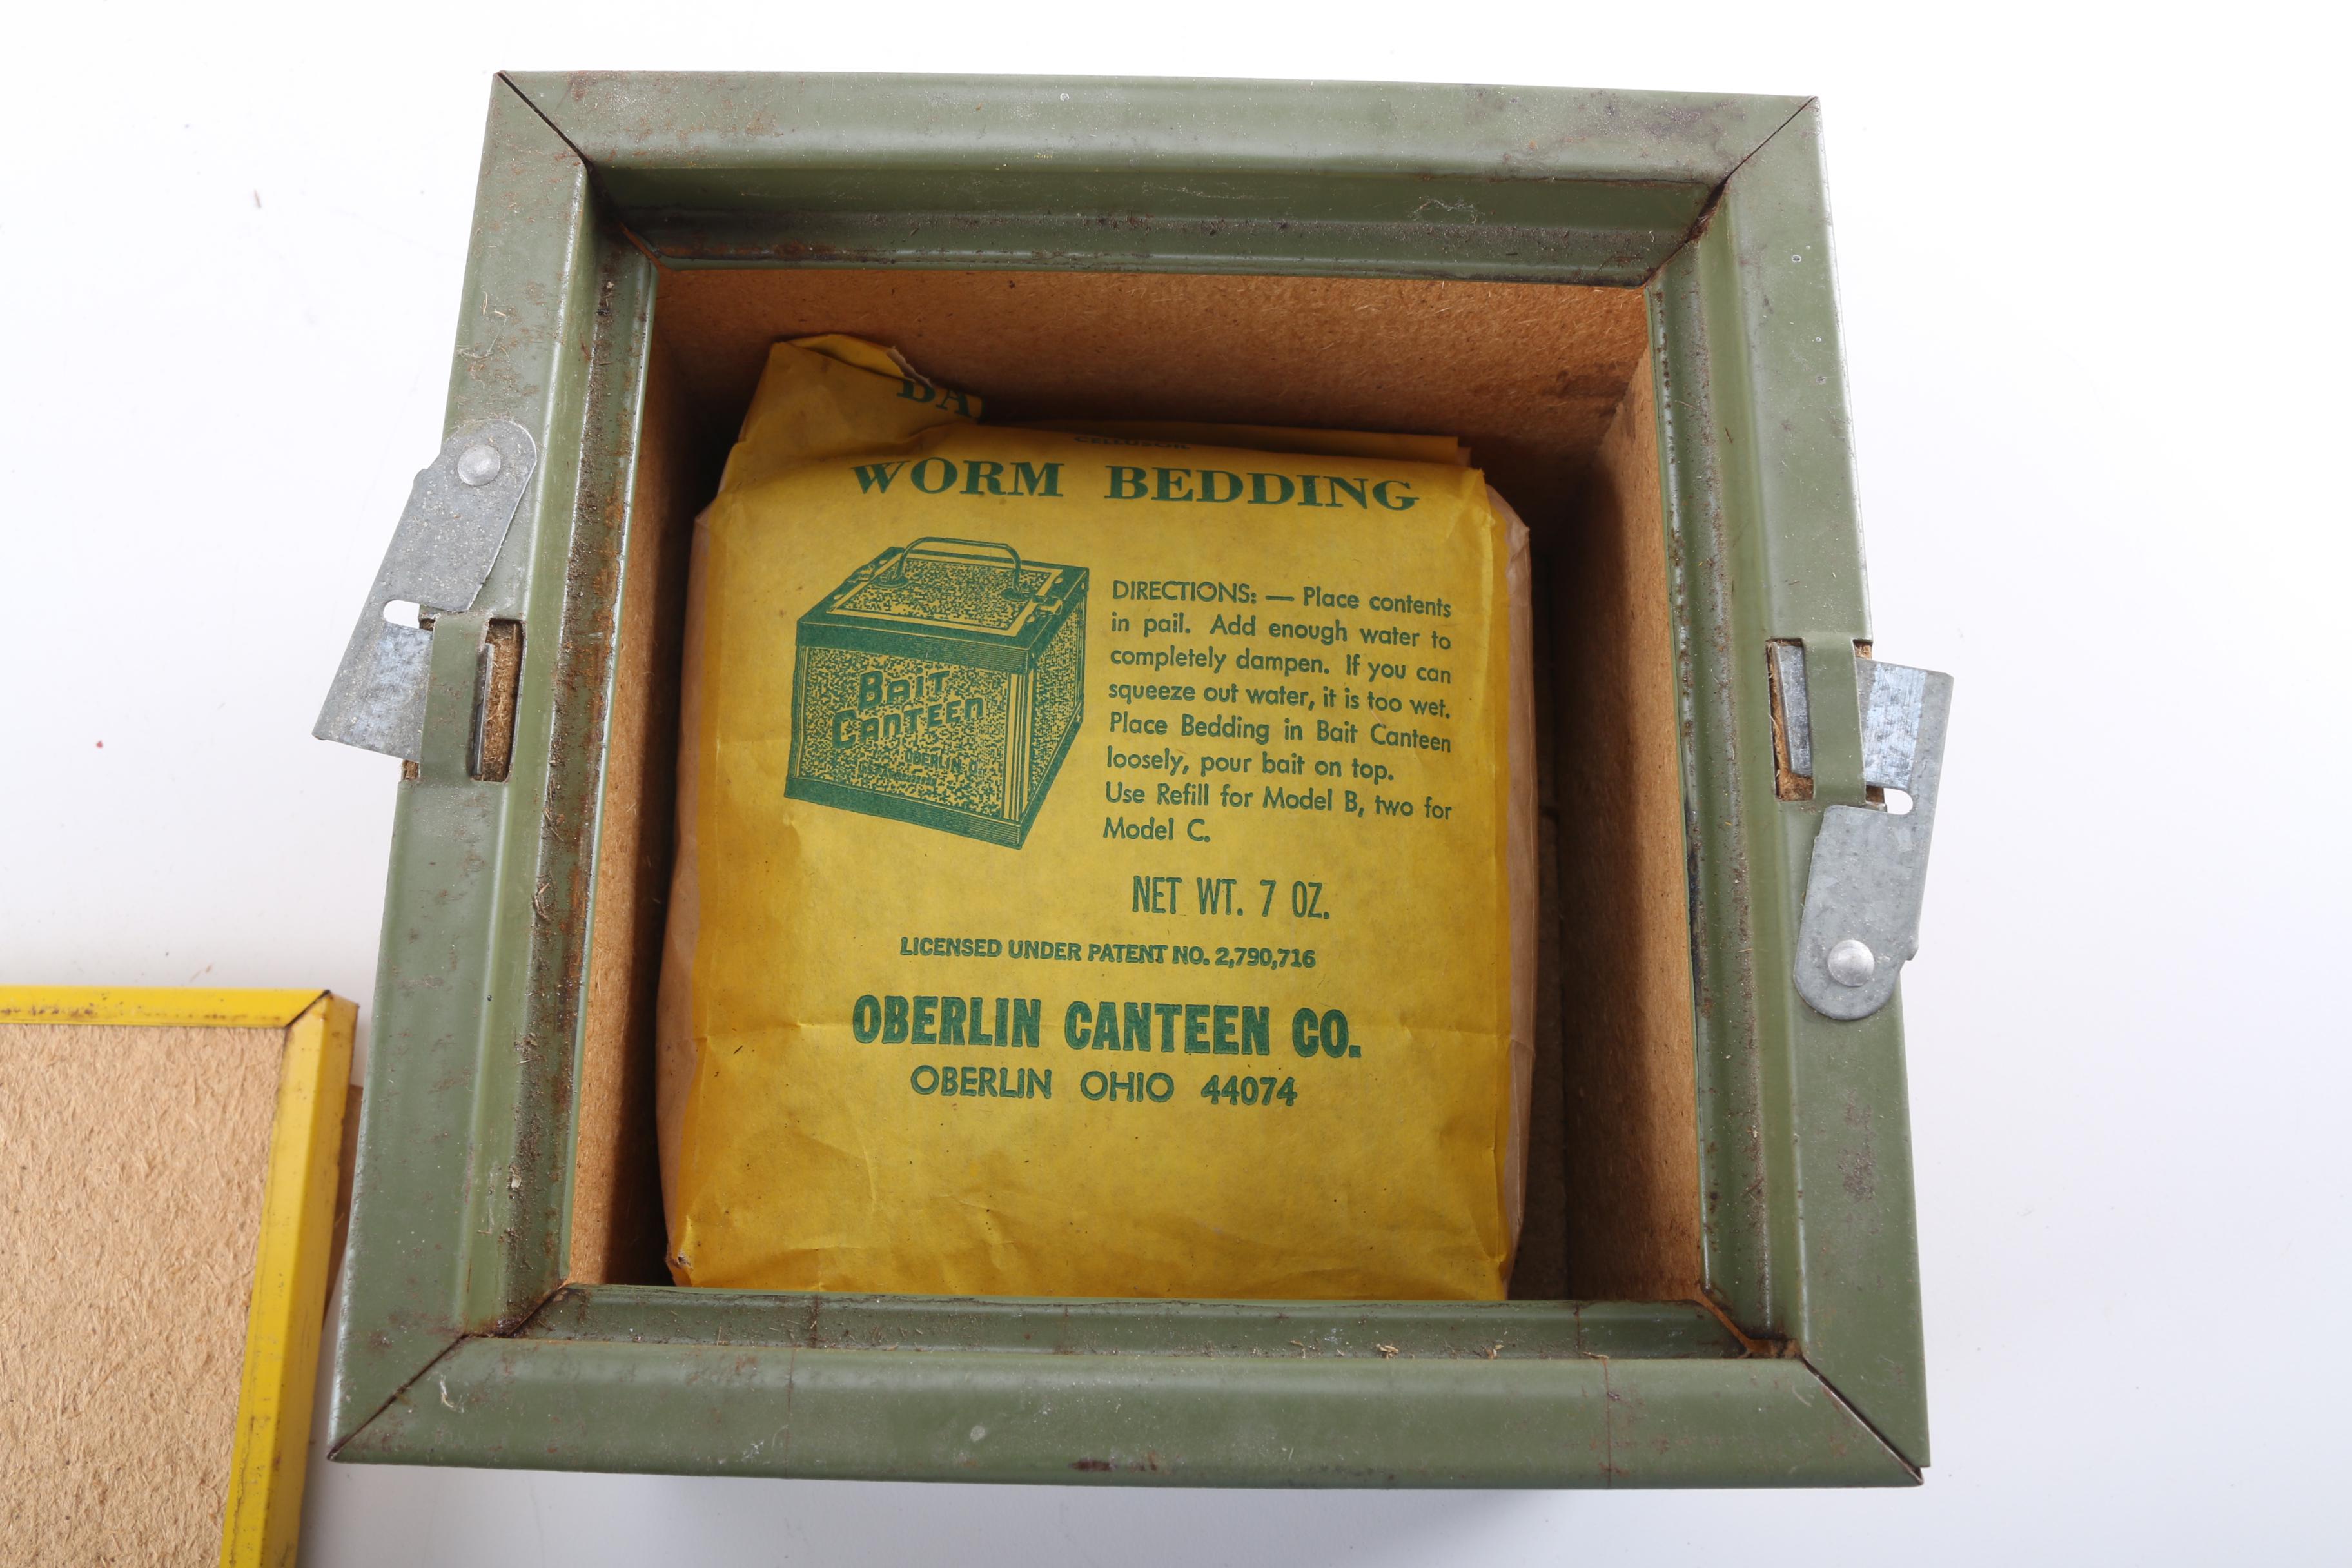 BA
WORM BEDDING
BAIT
CANTEEN
OBERLIN, O.
DIRECTIONS: — Place contents
in pail. Add enough water to
completely dampen. If you can
squeeze out water, it is too wet.
Place Bedding in Bait Canteen
loosely, pour bait on top.
Use Refill for Model B, two for
Model C.
NET WT. 7 OZ.
LICENSED UNDER PATENT NO. 2,790,716
OBERLIN CANTEEN CO.
OBERLIN OHIO 44074